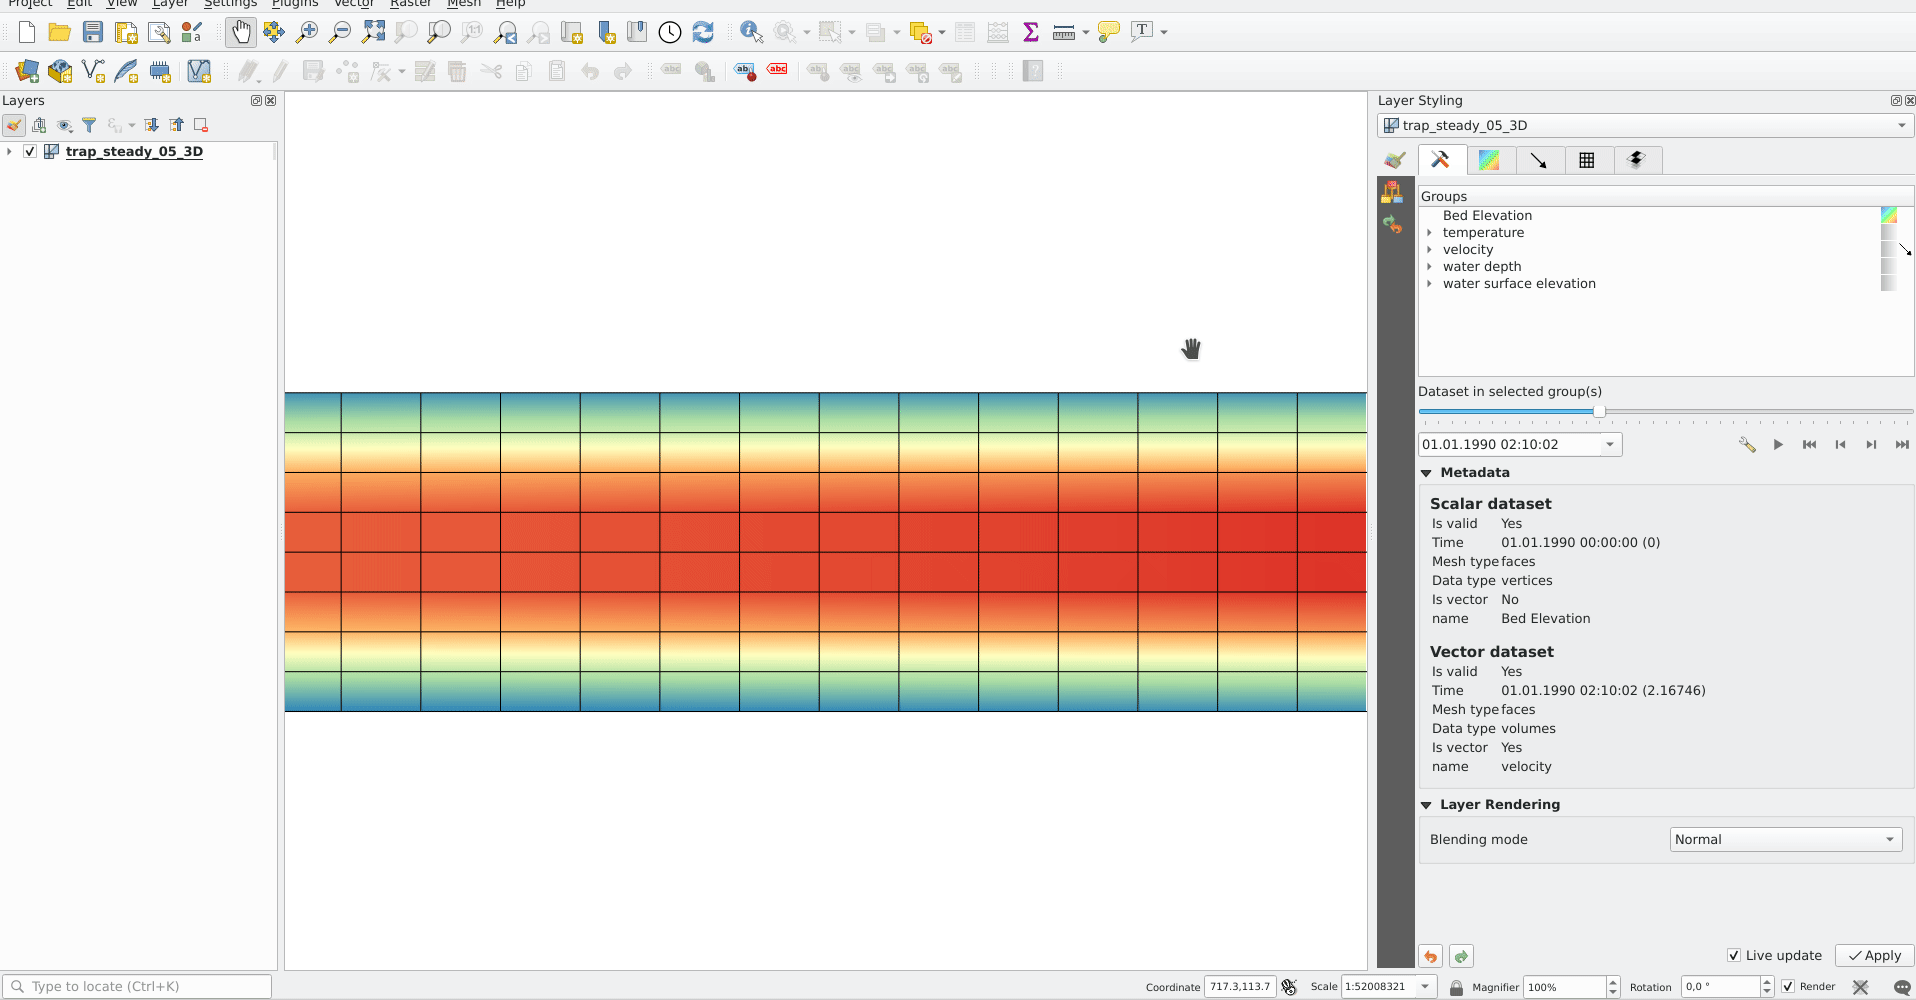 Project Edit View Layer Settings Plugins Vector Raster Mesh Help
Layers
trap_steady_05_3D
Layer Styling
trap_steady_05_3D
Groups
Bed Elevation
temperature
velocity
water depth
water surface elevation
Dataset in selected group(s)
01.01.1990 02:10:02
Metadata
Scalar dataset
Is valid Yes
Time 01.01.1990 00:00:00 (0)
Mesh type faces
Data type vertices
Is vector No
name Bed Elevation
Vector dataset
Is valid Yes
Time 01.01.1990 02:10:02 (2.16746)
Mesh type faces
Data type volumes
Is vector Yes
name velocity
Layer Rendering
Blending mode Normal
Live update Apply
Type to locate (Ctrl+K) Coordinate 717.3,113.7 Scale 1:52008321 Magnifier 100% Rotation 0,0 ° Render